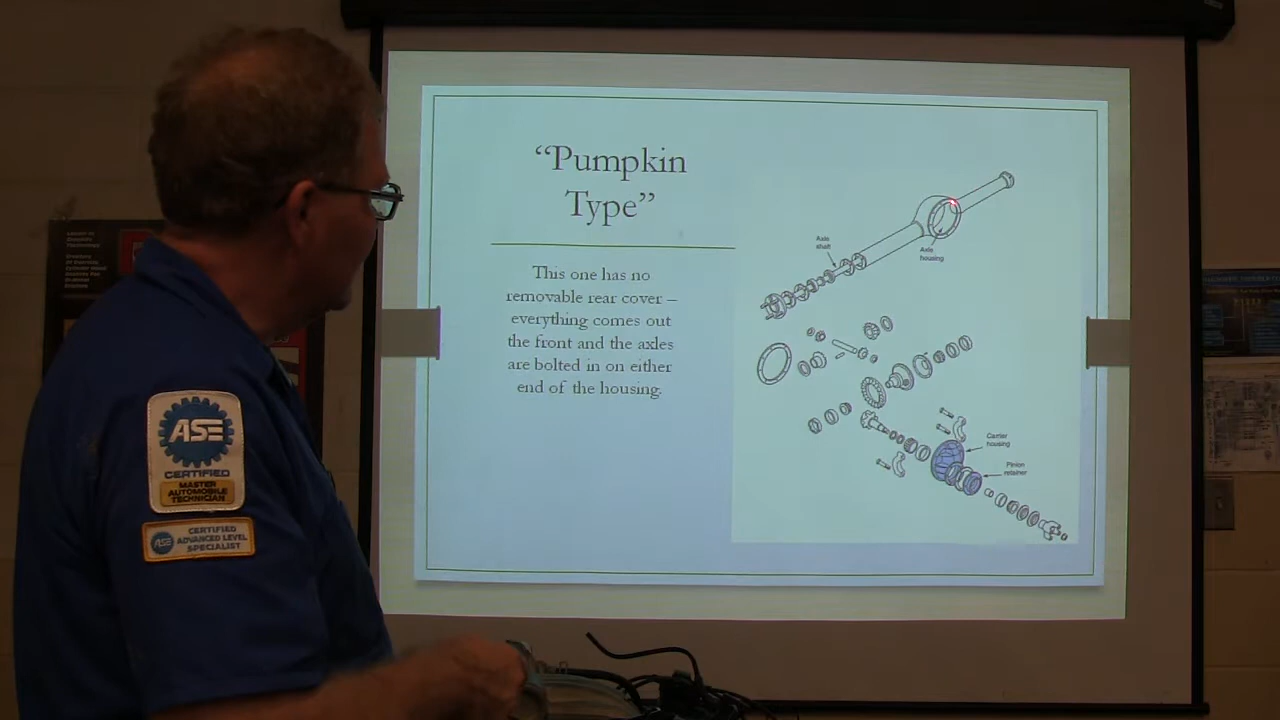 “Pumpkin
Type”
This one has no
removable rear cover –
everything comes out
the front and the axles
are bolted in on either
end of the housing.
Axle
shaft
Axle
housing
Carrier
housing
Pinion
retainer
ASE
CERTIFIED
MASTER
AUTOMOBILE
TECHNICIAN
CERTIFIED
ADVANCED LEVEL
SPECIALIST